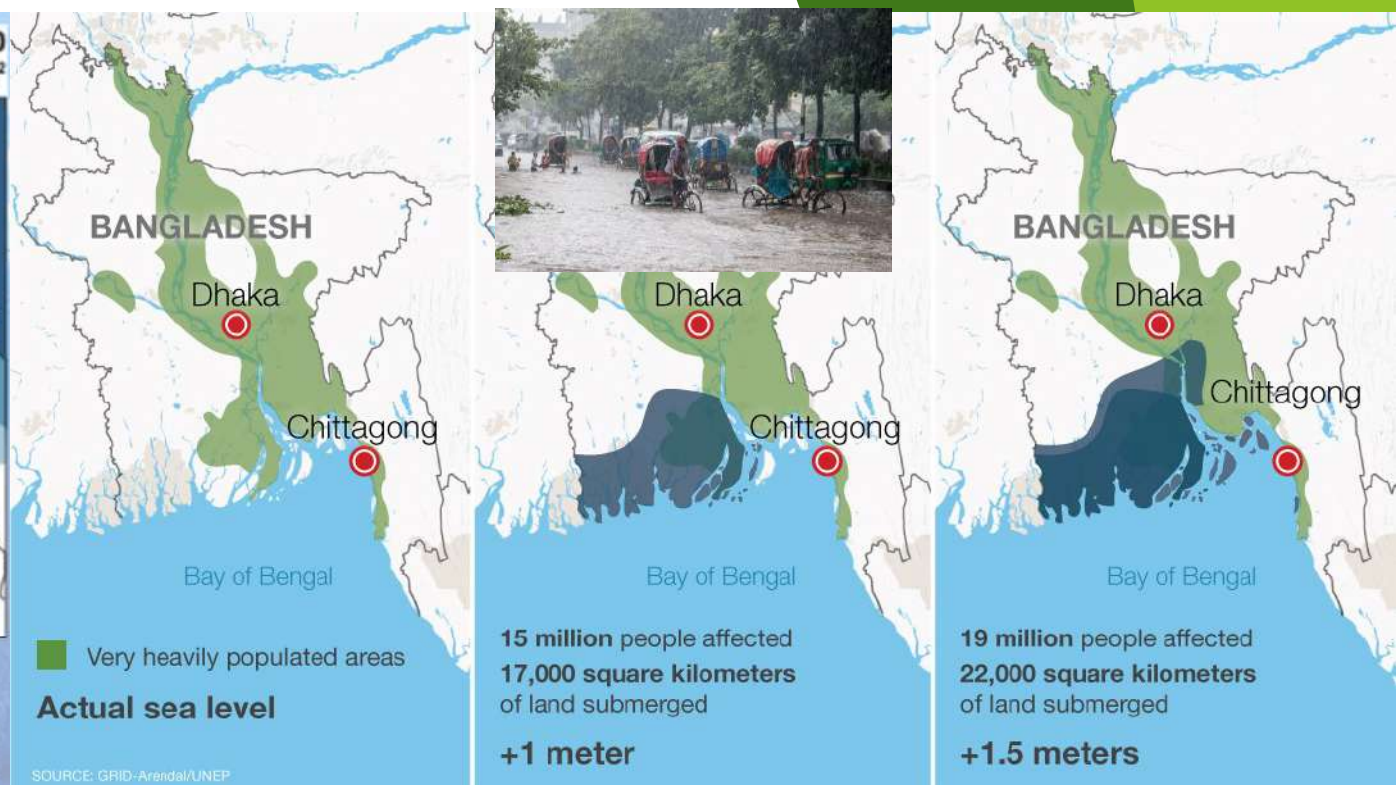 BANGLADESH
Dhaka
Chittagong
Bay of Bengal
Very heavily populated areas
Actual sea level
SOURCE: GRID-Arendal/UNEP
Dhaka
Chittagong
Bay of Bengal
15 million people affected
17,000 square kilometers
of land submerged
+1 meter
BANGLADESH
Dhaka
Chittagong
Bay of Bengal
19 million people affected
22,000 square kilometers
of land submerged
+1.5 meters